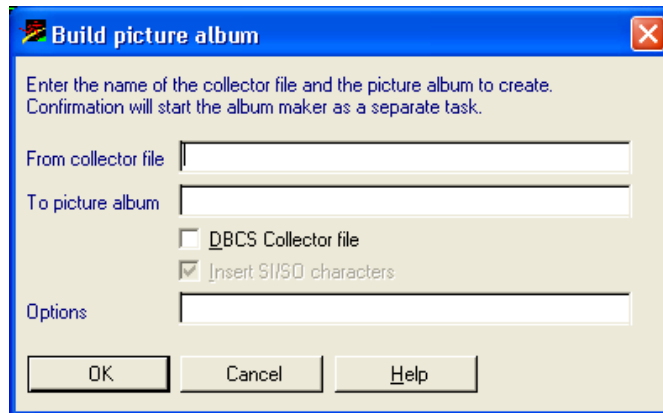 Build picture album
Enter the name of the collector file and the picture album to create.
Confirmation will start the album maker as a separate task.
From collector file
To picture album
DBCS Collector file
Insert SI/SO characters
Options
OK Cancel Help